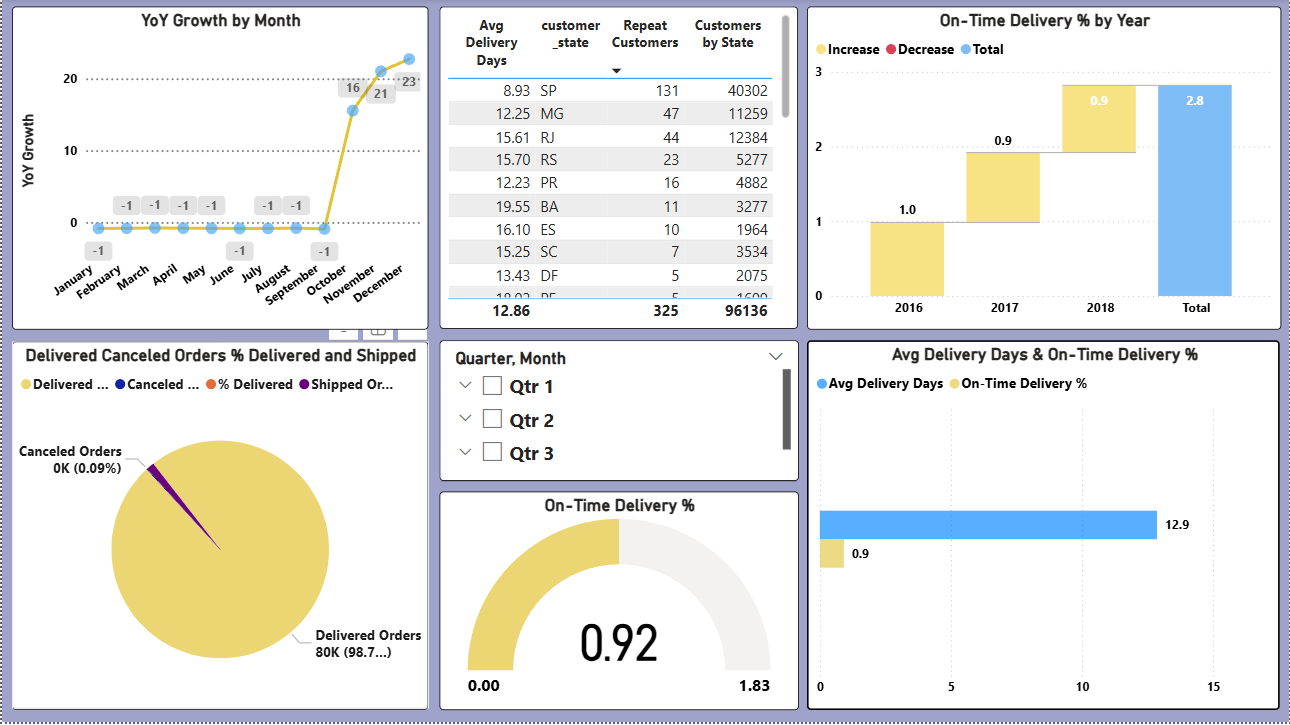 YoY Growth by Month
YoY Growth
20
10
0
-1
-1
-1
-1
-1
-1
-1
-1
-1
16
21
23
January
February
March
April
May
June
July
August
September
October
November
December
Avg Delivery Days customer_state Repeat Customers Customers by State
8.93 SP 131 40302
12.25 MG 47 11259
15.61 RJ 44 12384
15.70 RS 23 5277
12.23 PR 16 4882
19.55 BA 11 3277
16.10 ES 10 1964
15.25 SC 7 3534
13.43 DF 5 2075
12.86 325 96136
On-Time Delivery % by Year
Increase Decrease Total
3
2
1
0
1.0
0.9
0.9
2.8
2016 2017 2018 Total
Delivered Canceled Orders % Delivered and Shipped
Delivered ... Canceled ... % Delivered Shipped Or...
Canceled Orders
0K (0.09%)
Delivered Orders
80K (98.7...)
Quarter, Month
Qtr 1
Qtr 2
Qtr 3
On-Time Delivery %
0.92
0.00 1.83
Avg Delivery Days & On-Time Delivery %
Avg Delivery Days On-Time Delivery %
12.9
0.9
0 5 10 15